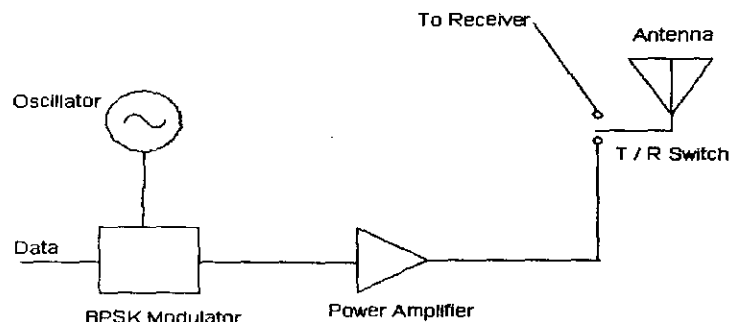 To Receiver
Antenna
Oscillator
T / R Switch
Data
BPSK Modulator
Power Amplifier